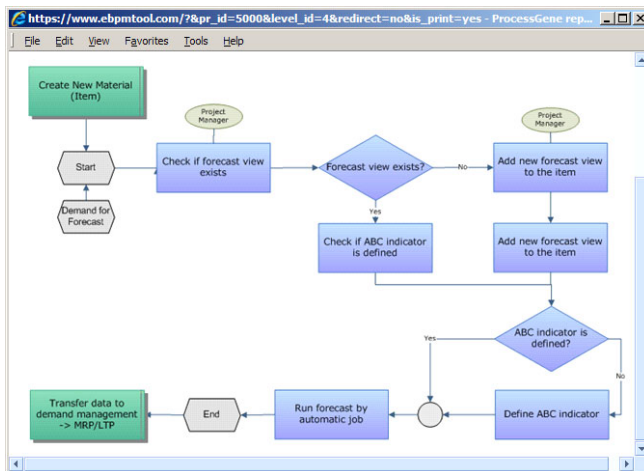 https://www.ebpmtool.com/?&pr_id=5000&level_id=4&redirect=no&is_print=yes - ProcessGene rep...
File Edit View Favorites Tools Help
Create New Material
(Item)
Project
Manager
Project
Manager
Start
Check if forecast view
exists
Forecast view exists?
No
Add new forecast view
to the item
Demand for
Forecast
Yes
Check if ABC indicator
is defined
Add new forecast view
to the item
ABC indicator is
defined?
Yes
No
Transfer data to
demand management
-> MRP/LTP
End
Run forecast by
automatic job
Define ABC indicator